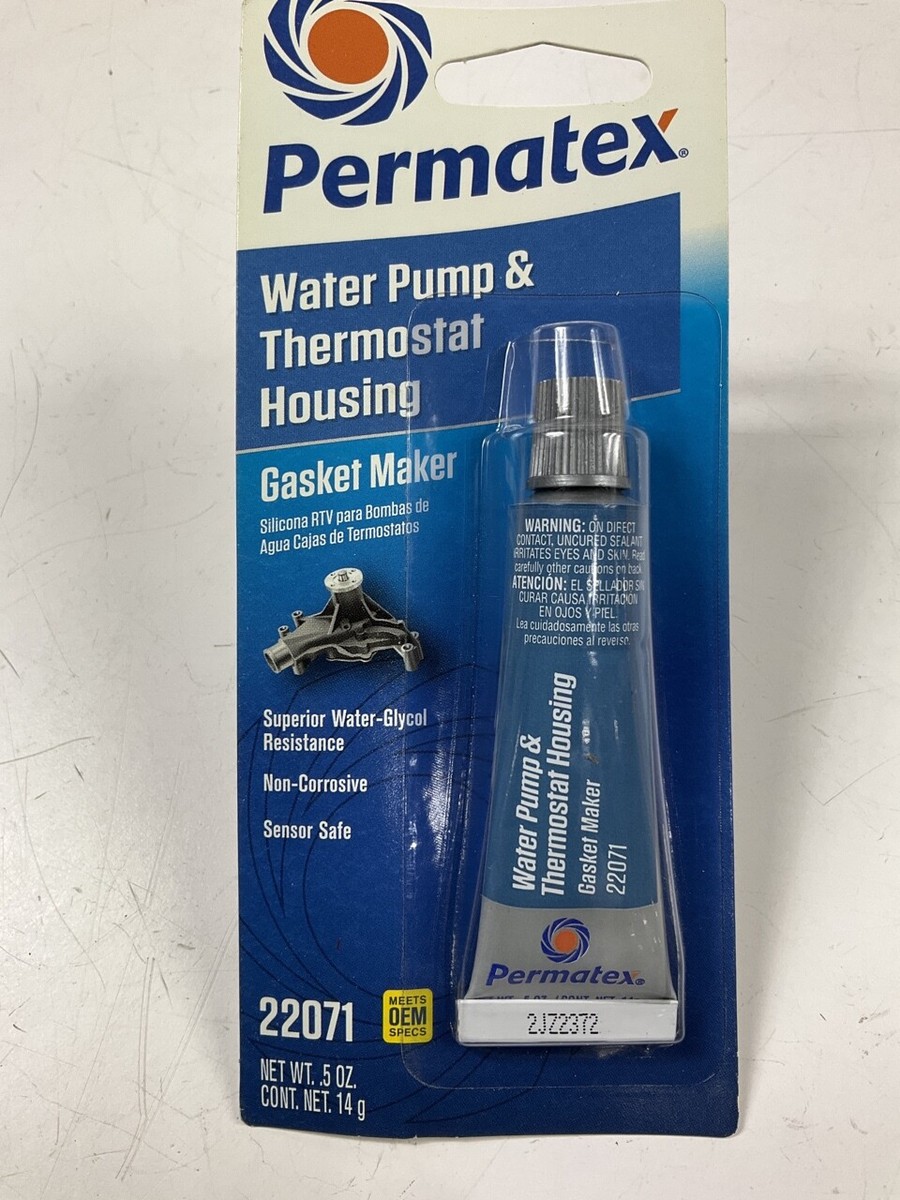 Permatex®
Water Pump &
Thermostat
Housing
Gasket Maker
Silicona RTV para Bombas de
Agua Cajas de Termostatos
Superior Water-Glycol
Resistance
Non-Corrosive
Sensor Safe
22071
MEETS
OEM
SPECS
NET WT. .5 OZ.
CONT. NET. 14 g
WARNING: ON DIRECT
CONTACT, UNCURED SEALANT
IRRITATES EYES AND SKIN. Read
carefully other cautions on back.
ATENCIÓN: EL SELLADOR SIN
CURAR CAUSA IRRITACIÓN
EN OJOS Y PIEL.
Lea cuidadosamente las otras
precauciones al reverso.
Water Pump &
Thermostat Housing
Gasket Maker
22071
Permatex®
2JZ2372